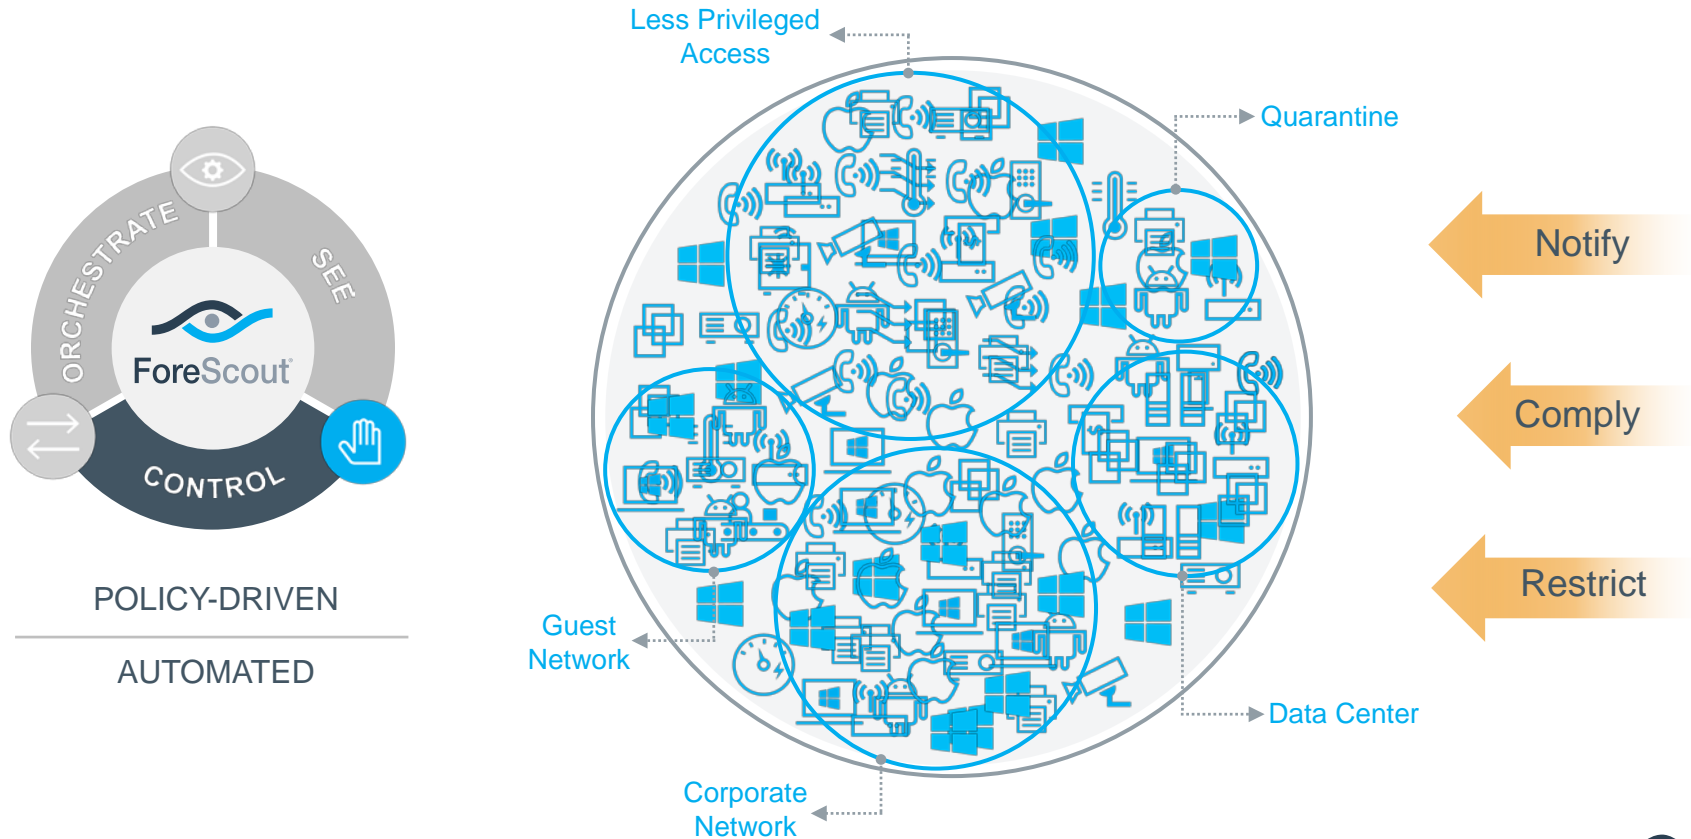 ORCHESTRATE
SEE
ForeScout
CONTROL
POLICY-DRIVEN
AUTOMATED
Less Privileged
Access
Quarantine
Guest
Network
Data Center
Corporate
Network
Notify
Comply
Restrict